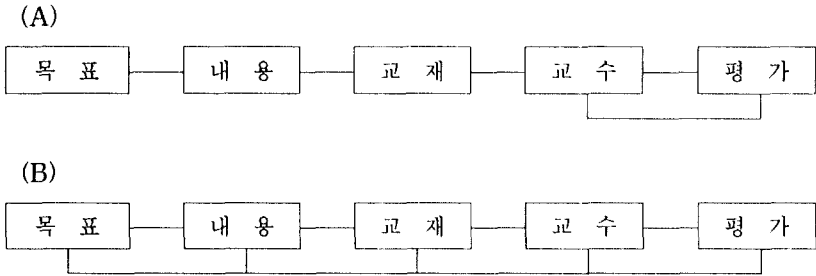 (A)
목 표 내 용 교 재 교 수 평 가
(B)
목 표 내 용 교 재 교 수 평 가